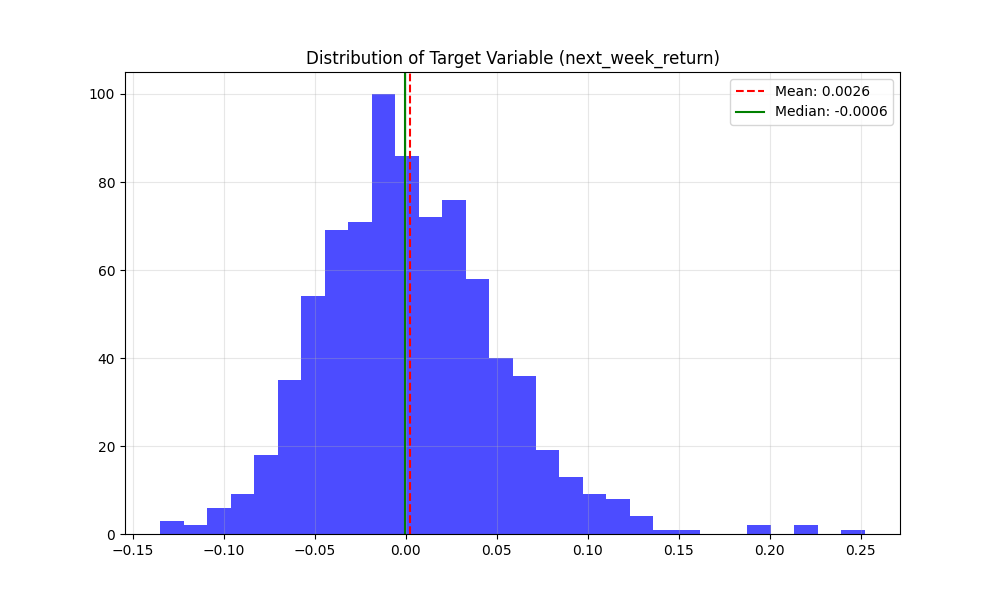 Distribution of Target Variable (next_week_return)
Mean: 0.0026
Median: -0.0006
100
80
60
40
20
0
−0.15 −0.10 −0.05 0.00 0.05 0.10 0.15 0.20 0.25